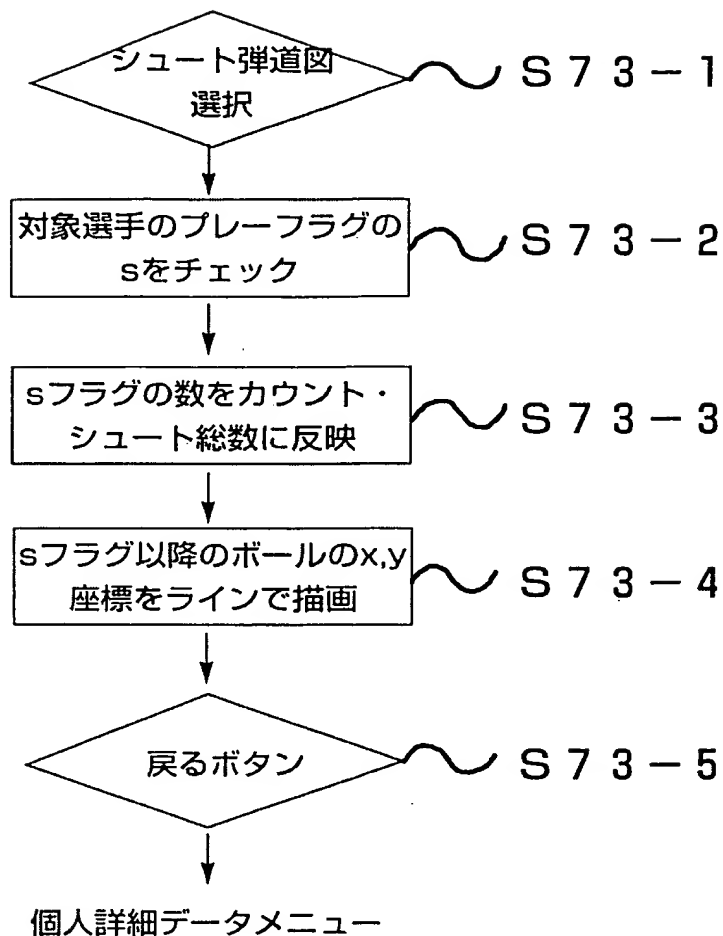 シュート弾道図
選択
S73-1
対象選手のプレーフラグの
sをチェック
S73-2
sフラグの数をカウント・
シュート総数に反映
S73-3
sフラグ以降のボールのx,y
座標をラインで描画
S73-4
戻るボタン
S73-5
個人詳細データメニュー